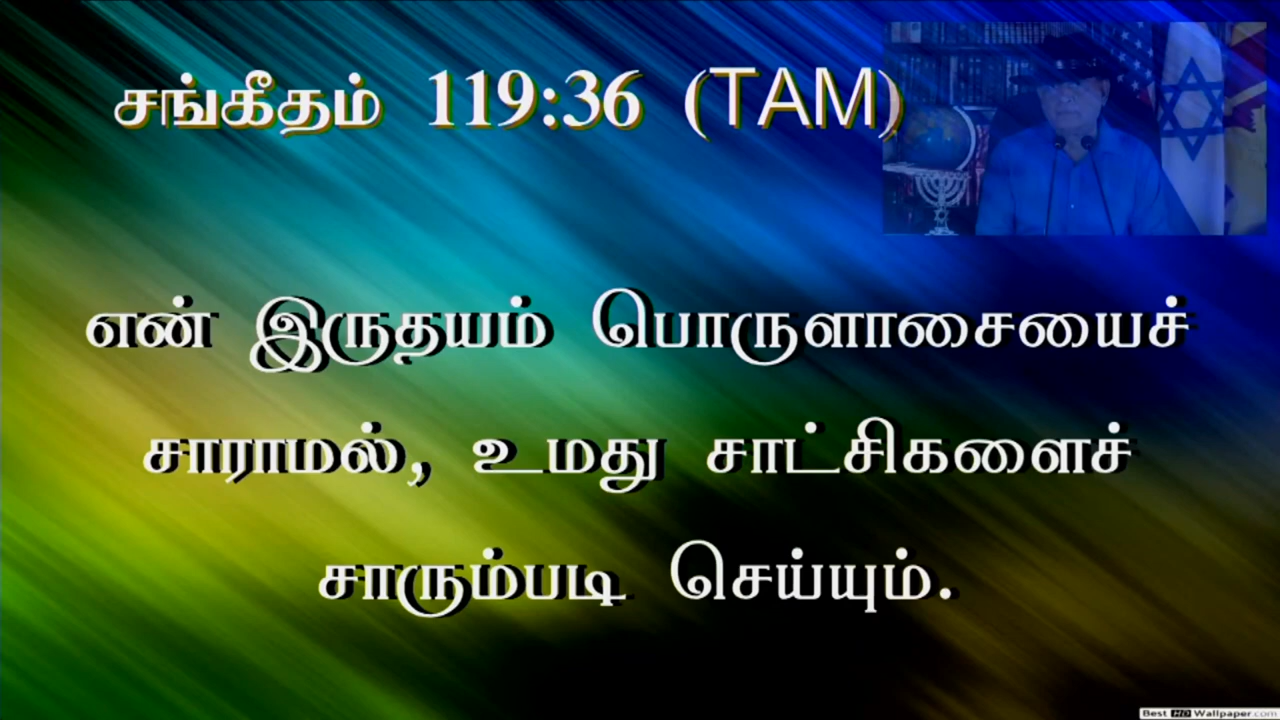 சங்கீதம் 119:36 (TAM)
என் இருதயம் பொருளாசையைச்
சாராமல், உமது சாட்சிகளைச்
சாரும்படி செய்யும்.
Best HD Wallpaper.com